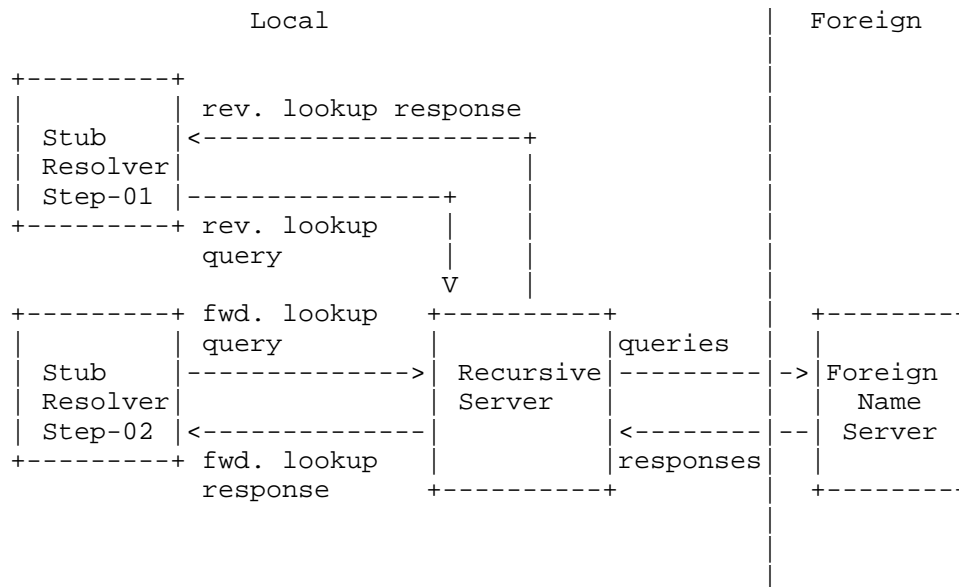 Local Foreign
rev. lookup response
Stub
Resolver
Step-01
rev. lookup
query
fwd. lookup
query queries
Stub Recursive Foreign
Resolver Server Name
Step-02 Server
fwd. lookup responses
response